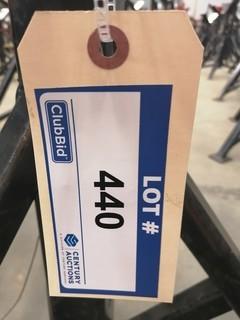 LOT #
440
ClubBid
CENTURY
AUCTIONS